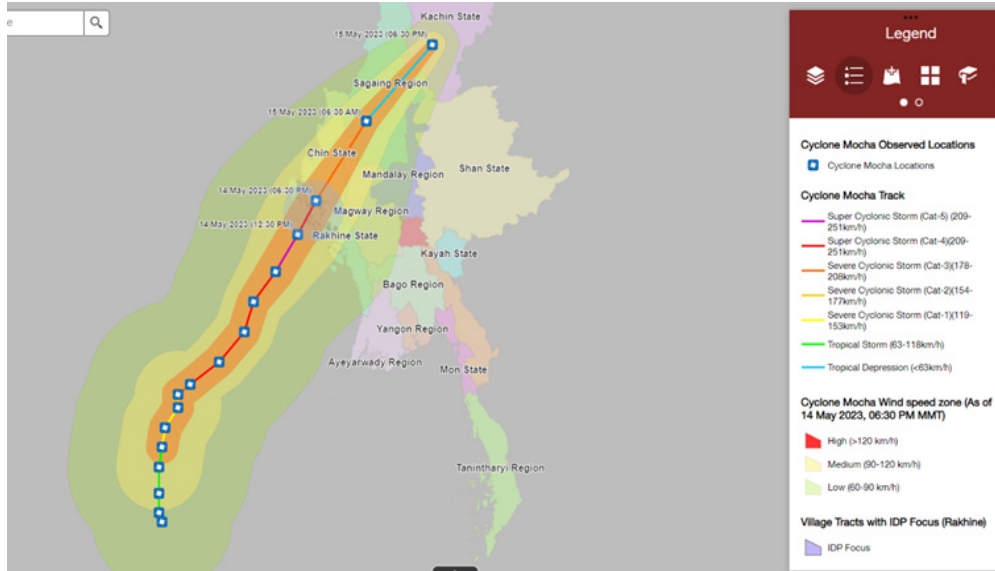 e
Kachin State
15 May 2023 (06:30 PM)
Sagaing Region
15 May 2023 (06:30 AM)
Chin State
Mandalay Region
Shan State
14 May 2023 (06:30 PM)
Magway Region
14 May 2023 (12:30 PM)
Rakhine State
Kayah State
Bago Region
Yangon Region
Ayeyarwady Region
Mon State
Tanintharyi Region
Legend
Cyclone Mocha Observed Locations
Cyclone Mocha Locations
Cyclone Mocha Track
Super Cyclonic Storm (Cat-5) (209-
251km/h)
Super Cyclonic Storm (Cat-4)(209-
251km/h)
Severe Cyclonic Storm (Cat-3)(178-
208km/h)
Severe Cyclonic Storm (Cat-2)(154-
177km/h)
Severe Cyclonic Storm (Cat-1)(119-
153km/h)
Tropical Storm (63-118km/h)
Tropical Depression (<63km/h)
Cyclone Mocha Wind speed zone (As of
14 May 2023, 06:30 PM MMT)
High (>120 km/h)
Medium (90-120 km/h)
Low (60-90 km/h)
Village Tracts with IDP Focus (Rakhine)
IDP Focus